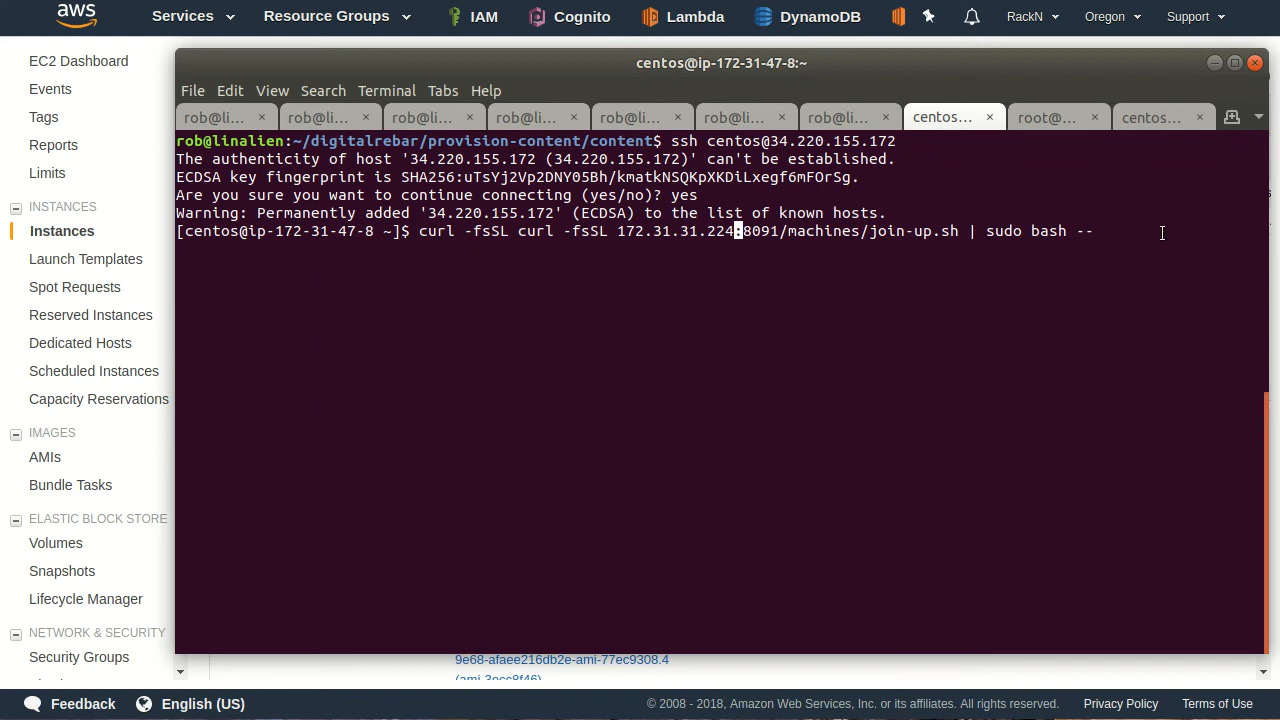 aws Services Resource Groups IAM Cognito Lambda DynamoDB RackN Oregon Support
EC2 Dashboard
Events
Tags
Reports
Limits
INSTANCES
Instances
Launch Templates
Spot Requests
Reserved Instances
Dedicated Hosts
Scheduled Instances
Capacity Reservations
IMAGES
AMIs
Bundle Tasks
ELASTIC BLOCK STORE
Volumes
Snapshots
Lifecycle Manager
NETWORK & SECURITY
Security Groups
centos@ip-172-31-47-8:~
File Edit View Search Terminal Tabs Help
rob@li... × rob@li... × rob@li... × rob@li... × rob@li... × rob@li... × rob@li... × centos... × root@... × centos... ×
rob@linalien:~/digitalrebar/provision-content/content$ ssh centos@34.220.155.172
The authenticity of host '34.220.155.172 (34.220.155.172)' can't be established.
ECDSA key fingerprint is SHA256:uTsYj2Vp2DNY05Bh/kmatkNSQKpXKDiLxegf6mFOrSg.
Are you sure you want to continue connecting (yes/no)? yes
Warning: Permanently added '34.220.155.172' (ECDSA) to the list of known hosts.
[centos@ip-172-31-47-8 ~]$ curl -fsSL curl -fsSL 172.31.31.224:8091/machines/join-up.sh | sudo bash --
9e68-afaee216db2e-ami-77ec9308.4
(ami-3ecc8f46)
Feedback English (US) © 2008 - 2018, Amazon Web Services, Inc. or its affiliates. All rights reserved. Privacy Policy Terms of Use